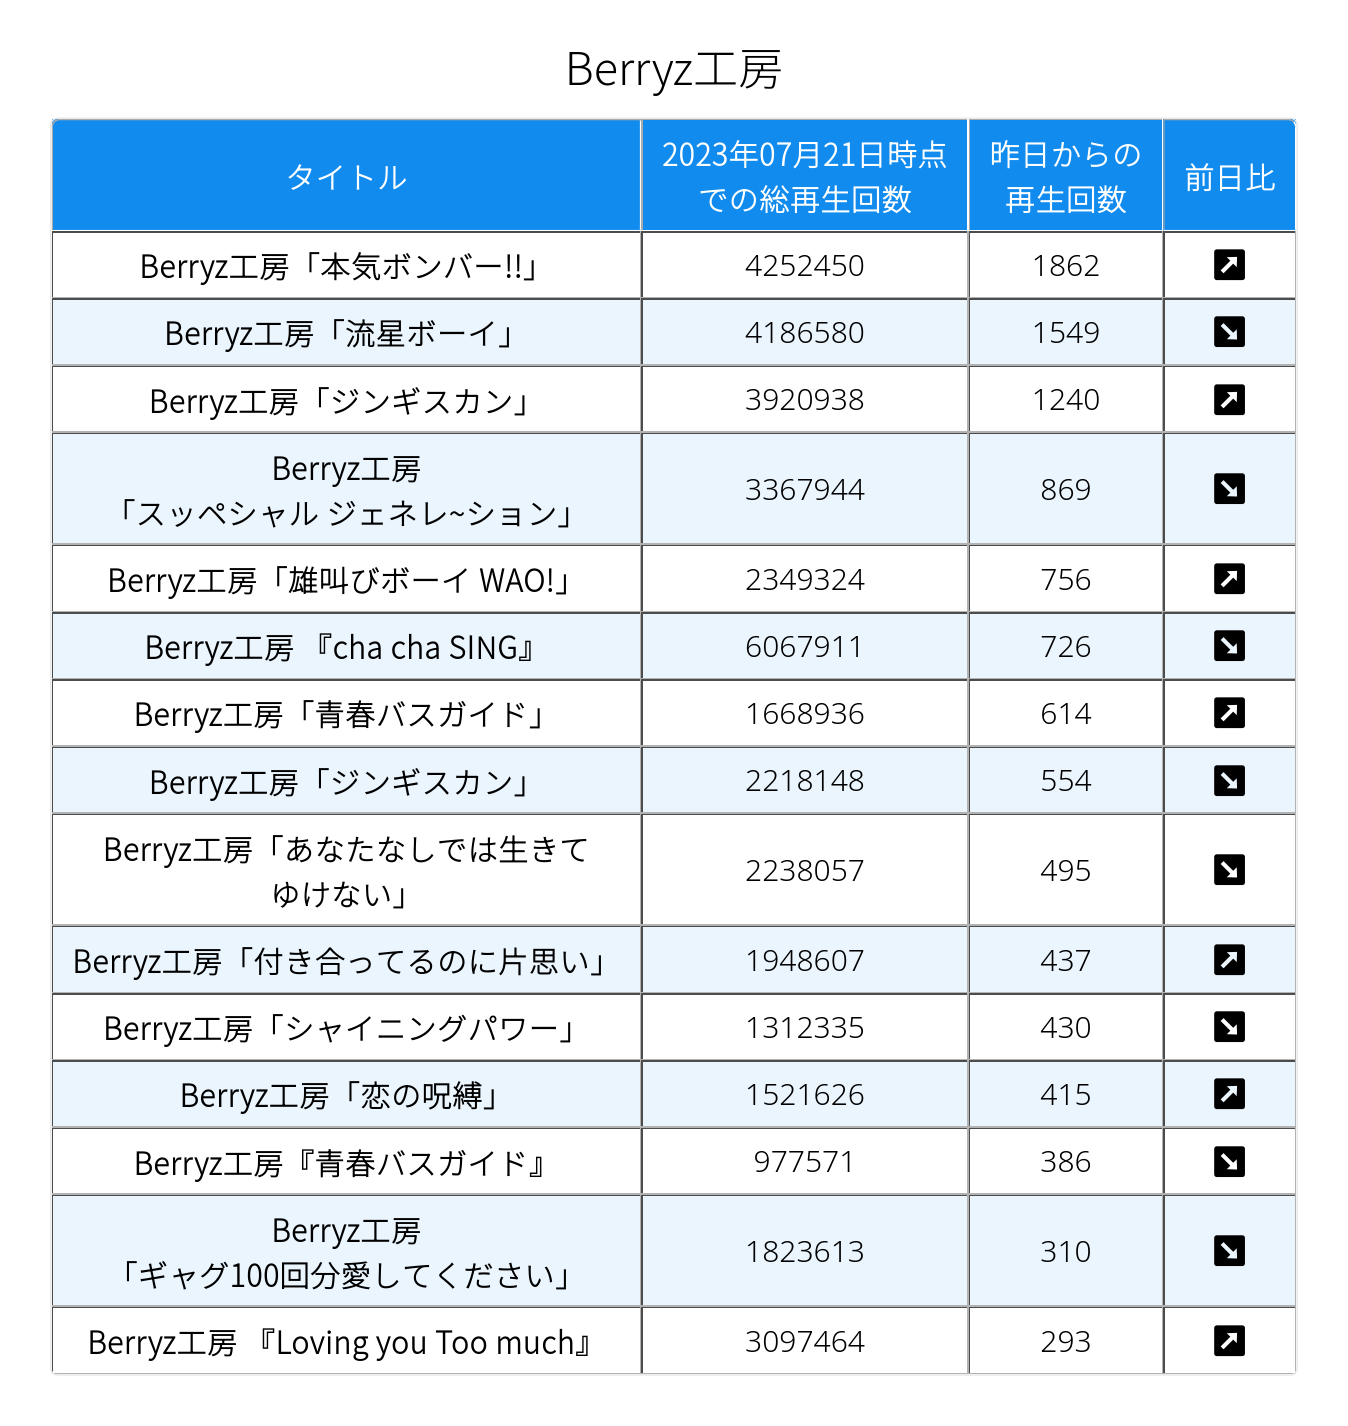 Berryz工房
タイトル
2023年07月21日時点
での総再生回数
昨日からの
再生回数
前日比
Berryz工房「本気ボンバー!!」 4252450 1862
Berryz工房「流星ボーイ」 4186580 1549
Berryz工房「ジンギスカン」 3920938 1240
Berryz工房
「スッペシャル ジェネレ~ション」 3367944 869
Berryz工房「雄叫びボーイ WAO!」 2349324 756
Berryz工房 『cha cha SING』 6067911 726
Berryz工房「青春バスガイド」 1668936 614
Berryz工房「ジンギスカン」 2218148 554
Berryz工房「あなたなしでは生きて
ゆけない」 2238057 495
Berryz工房「付き合ってるのに片思い」 1948607 437
Berryz工房「シャイニングパワー」 1312335 430
Berryz工房「恋の呪縛」 1521626 415
Berryz工房『青春バスガイド』 977571 386
Berryz工房
「ギャグ100回分愛してください」 1823613 310
Berryz工房 『Loving you Too much』 3097464 293